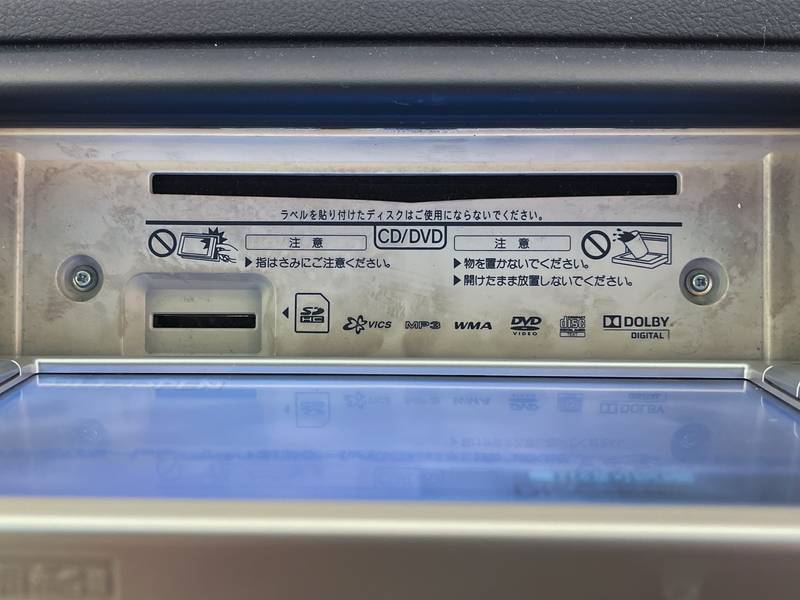 ラベルを貼り付けたディスクはご使用にならないでください。
注意
CD/DVD
注意
▶指はさみにご注意ください。
▶物を置かないでください。
▶開けたまま放置しないでください。
SD HC
VICS
MP3
WMA
DVD VIDEO
COMPACT disc TEXT
DOLBY DIGITAL